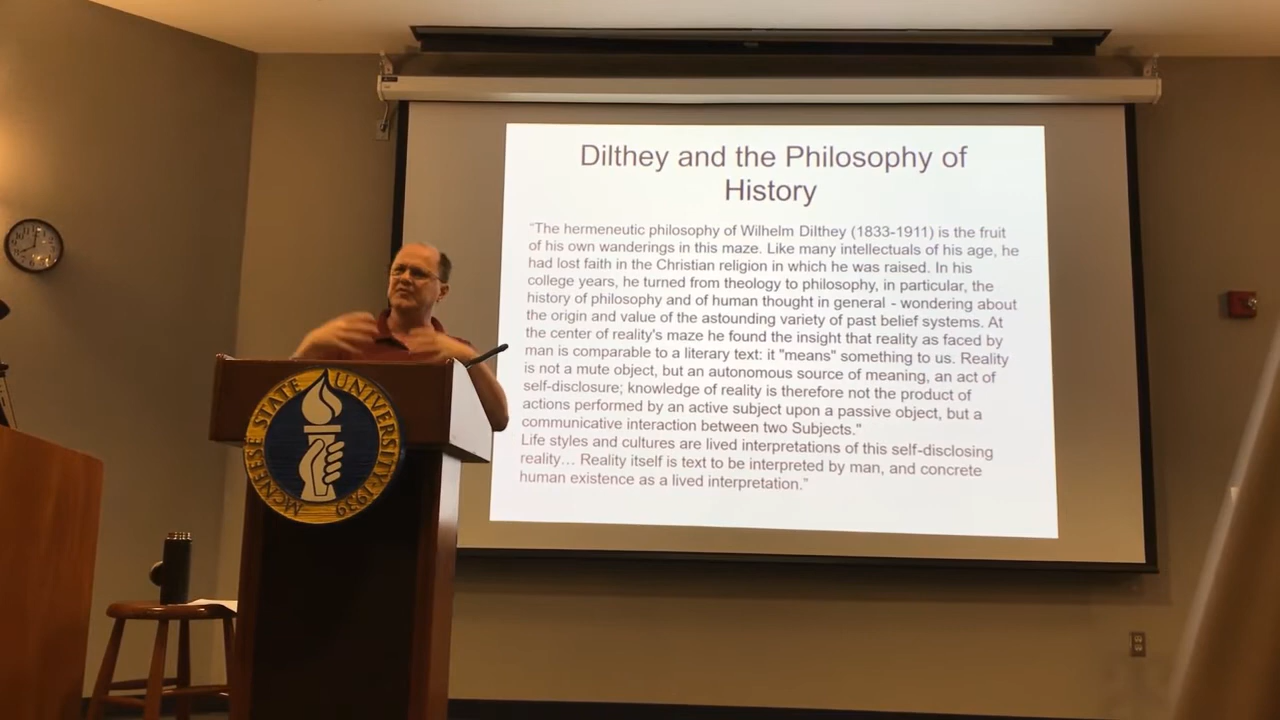 Dilthey and the Philosophy of
History
"The hermeneutic philosophy of Wilhelm Dilthey (1833-1911) is the fruit
of his own wanderings in this maze. Like many intellectuals of his age, he
had lost faith in the Christian religion in which he was raised. In his
college years, he turned from theology to philosophy, in particular, the
history of philosophy and of human thought in general - wondering about
the origin and value of the astounding variety of past belief systems. At
the center of reality's maze he found the insight that reality as faced by
man is comparable to a literary text: it "means" something to us. Reality
is not a mute object, but an autonomous source of meaning, an act of
self-disclosure; knowledge of reality is therefore not the product of
actions performed by an active subject upon a passive object, but a
communicative interaction between two Subjects."
Life styles and cultures are lived interpretations of this self-disclosing
reality… Reality itself is text to be interpreted by man, and concrete
human existence as a lived interpretation."
MCNEESE STATE UNIVERSITY·1939